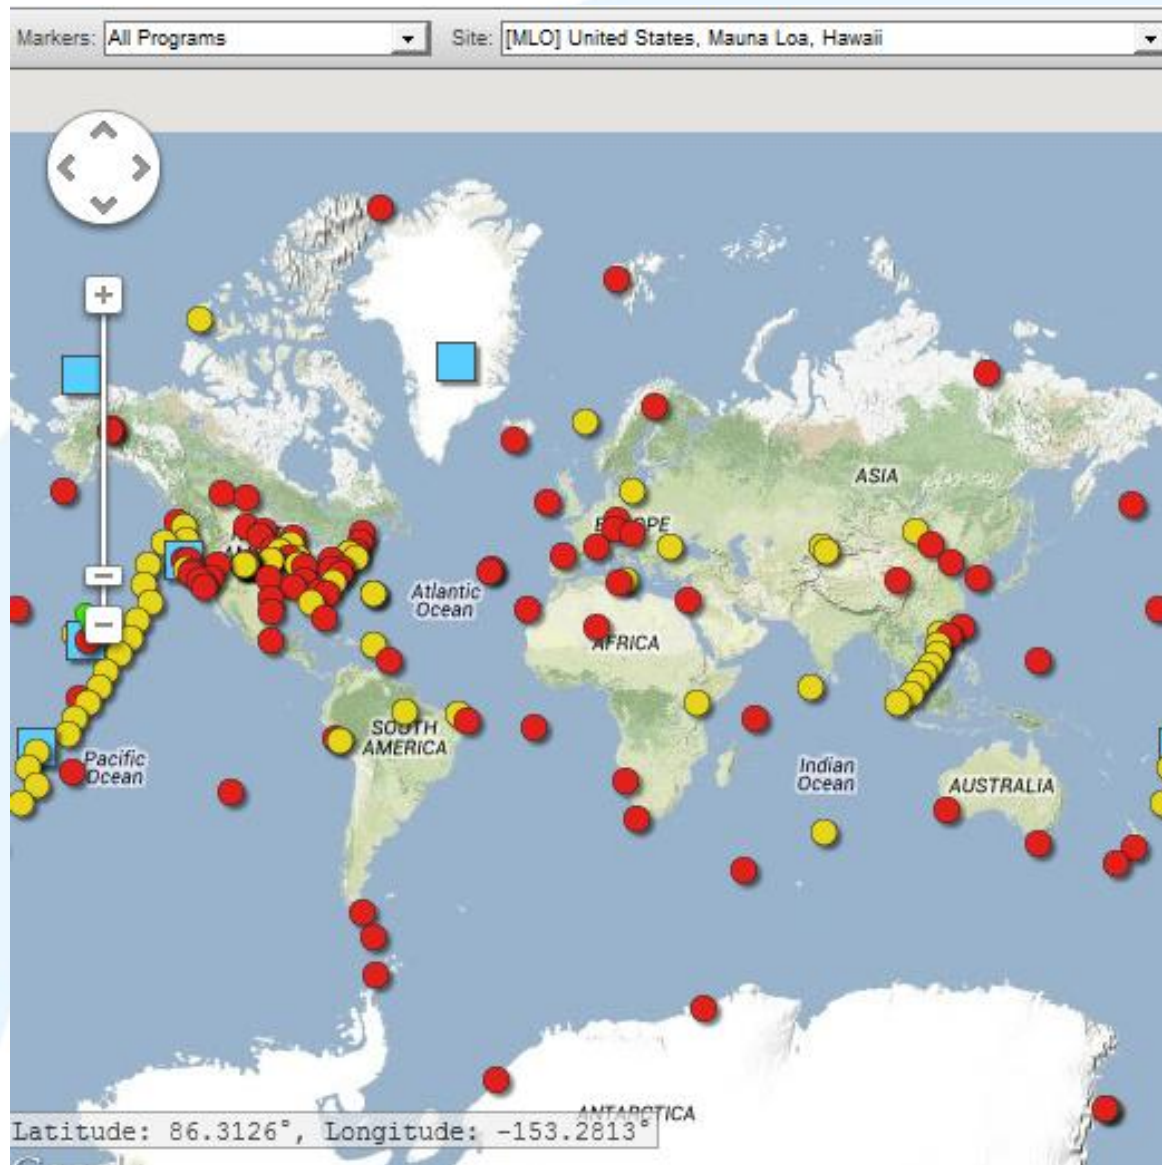 Markers: All Programs Site: [MLO] United States, Mauna Loa, Hawaii
ASIA
EUROPE
Atlantic
Ocean
AFRICA
SOUTH
AMERICA
Pacific
Ocean
Indian
Ocean
AUSTRALIA
ANTARCTICA
Latitude: 86.3126°, Longitude: -153.2813°